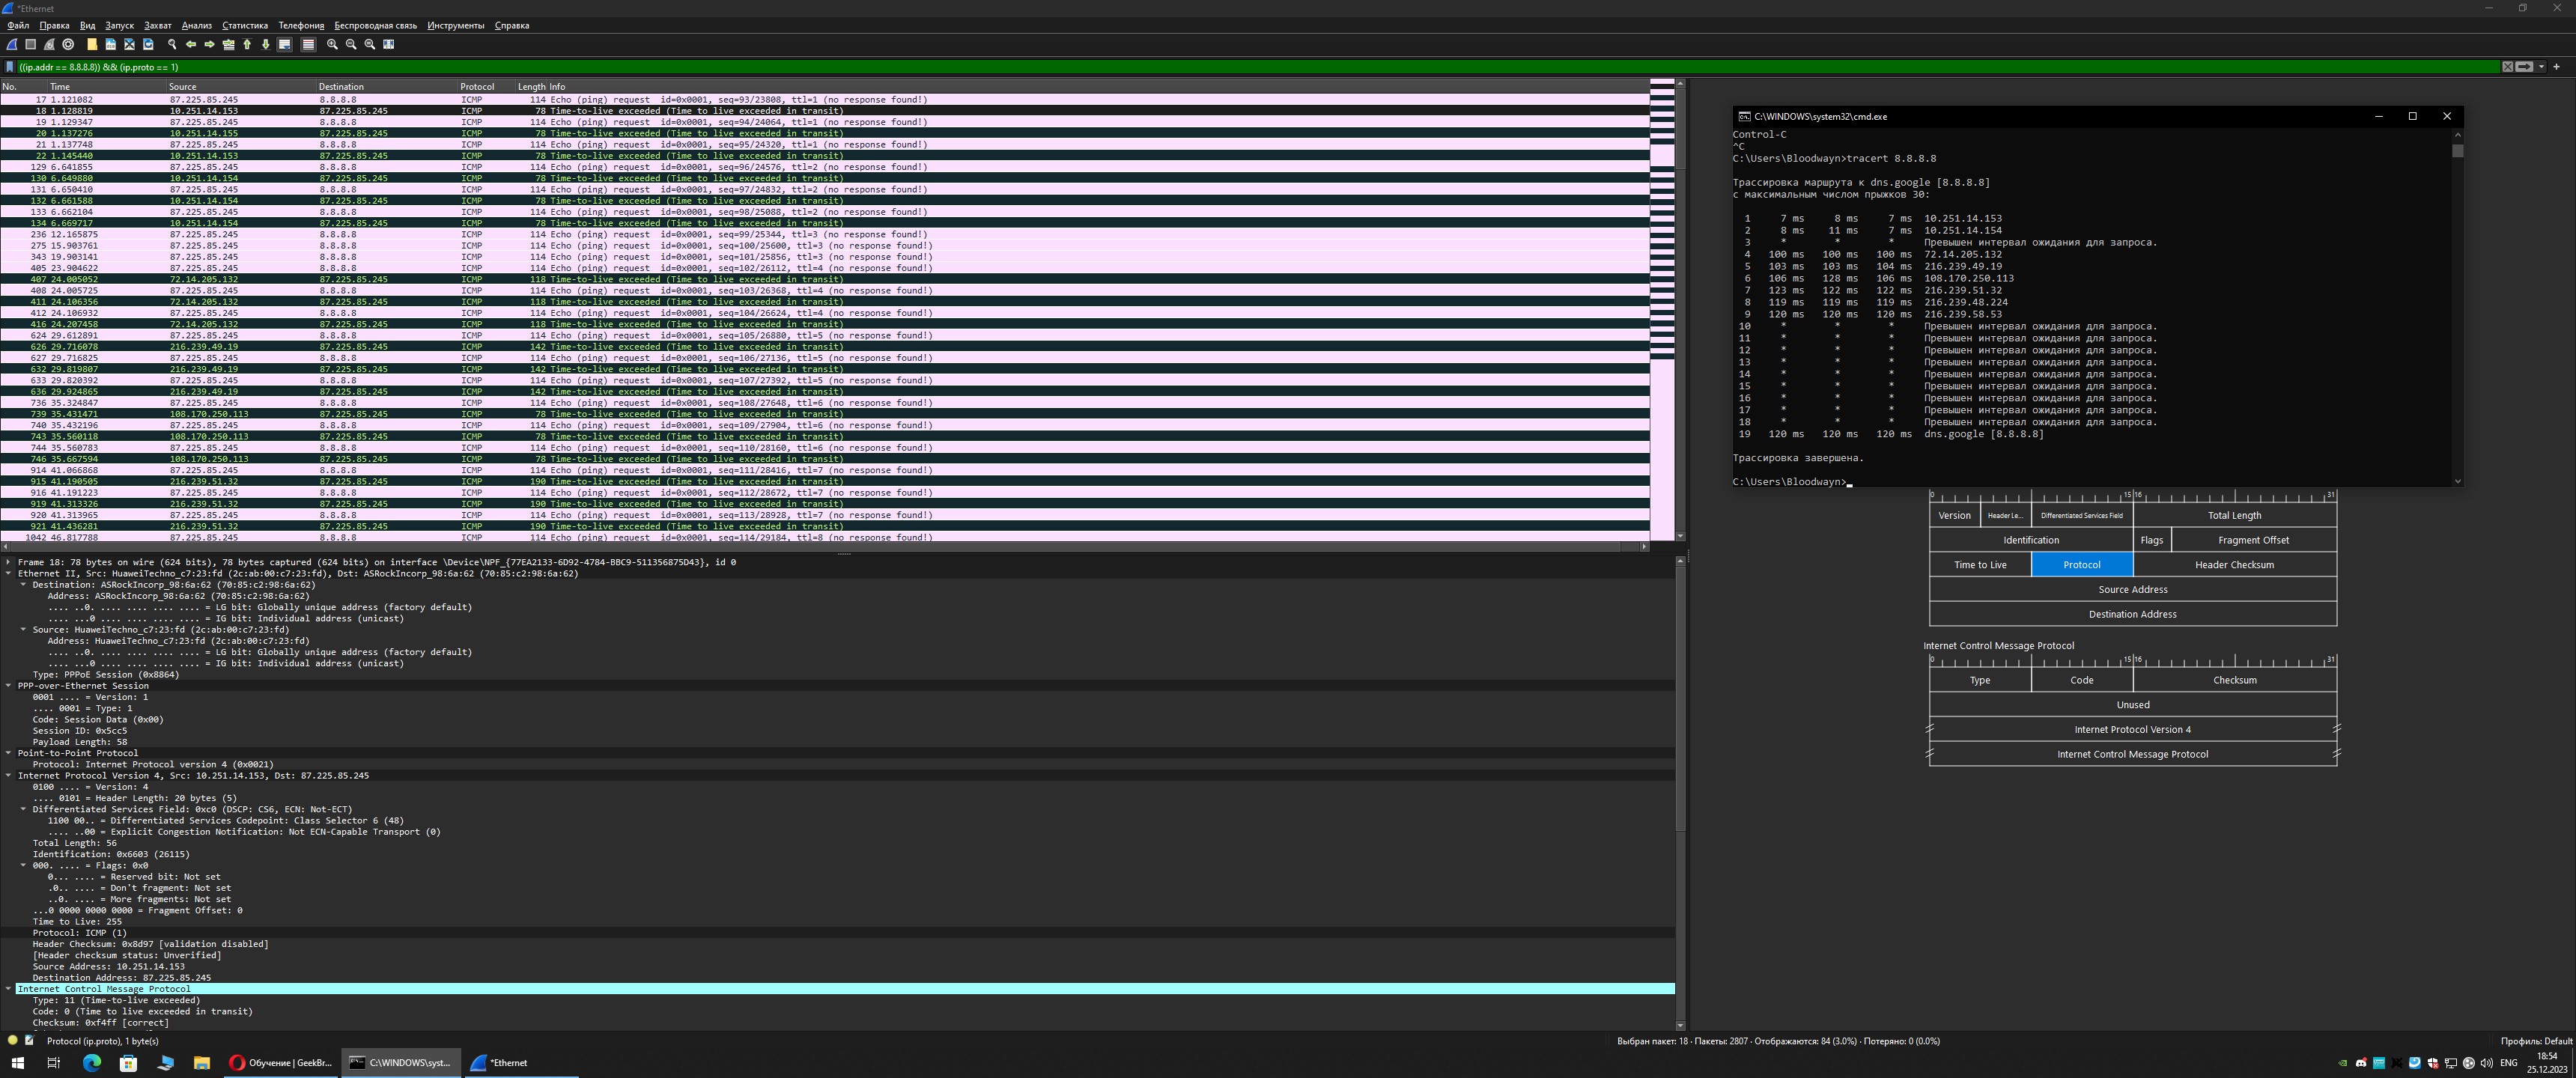 *Ethernet
Файл Правка Вид Запуск Захват Анализ Статистика Телефония Беспроводная связь Инструменты Справка
((ip.addr == 8.8.8.8)) && (ip.proto == 1)
No. Time Source Destination Protocol Length Info
17 1.121082 87.225.85.245 8.8.8.8 ICMP 114 Echo (ping) request id=0x0001, seq=93/23808, ttl=1 (no response found!)
18 1.128819 10.251.14.153 87.225.85.245 ICMP 78 Time-to-live exceeded (Time to live exceeded in transit)
19 1.129347 87.225.85.245 8.8.8.8 ICMP 114 Echo (ping) request id=0x0001, seq=94/24064, ttl=1 (no response found!)
20 1.137276 10.251.14.155 87.225.85.245 ICMP 78 Time-to-live exceeded (Time to live exceeded in transit)
21 1.137748 87.225.85.245 8.8.8.8 ICMP 114 Echo (ping) request id=0x0001, seq=95/24320, ttl=1 (no response found!)
22 1.145440 10.251.14.153 87.225.85.245 ICMP 78 Time-to-live exceeded (Time to live exceeded in transit)
129 6.641855 87.225.85.245 8.8.8.8 ICMP 114 Echo (ping) request id=0x0001, seq=96/24576, ttl=2 (no response found!)
130 6.649880 10.251.14.154 87.225.85.245 ICMP 78 Time-to-live exceeded (Time to live exceeded in transit)
131 6.650410 87.225.85.245 8.8.8.8 ICMP 114 Echo (ping) request id=0x0001, seq=97/24832, ttl=2 (no response found!)
132 6.661588 87.225.85.245 ICMP 78 Time-to-live exceeded (Time to live exceeded in transit)
133 6.662104 87.225.85.245 8.8.8.8 ICMP 114 Echo (ping) request id=0x0001, seq=98/25088, ttl=2 (no response found!)
134 6.669717 87.225.85.245 ICMP 78 Time-to-live exceeded (Time to live exceeded in transit)
236 12.165875 87.225.85.245 8.8.8.8 ICMP 114 Echo (ping) request id=0x0001, seq=99/25344, ttl=3 (no response found!)
275 15.903761 87.225.85.245 8.8.8.8 ICMP 114 Echo (ping) request id=0x0001, seq=100/25600, ttl=3 (no response found!)
343 19.903141 87.225.85.245 8.8.8.8 ICMP 114 Echo (ping) request id=0x0001, seq=101/25856, ttl=3 (no response found!)
405 23.904622 87.225.85.245 8.8.8.8 ICMP 114 Echo (ping) request id=0x0001, seq=102/26112, ttl=4 (no response found!)
407 24.005052 72.14.205.132 87.225.85.245 ICMP 118 Time-to-live exceeded (Time to live exceeded in transit)
408 24.005725 87.225.85.245 8.8.8.8 ICMP 114 Echo (ping) request id=0x0001, seq=103/26368, ttl=4 (no response found!)
411 24.106356 72.14.205.132 87.225.85.245 ICMP 118 Time-to-live exceeded (Time to live exceeded in transit)
412 24.106932 87.225.85.245 8.8.8.8 ICMP 114 Echo (ping) request id=0x0001, seq=104/26624, ttl=4 (no response found!)
416 24.207458 72.14.205.132 87.225.85.245 ICMP 118 Time-to-live exceeded (Time to live exceeded in transit)
624 29.612891 87.225.85.245 8.8.8.8 ICMP 114 Echo (ping) request id=0x0001, seq=105/26880, ttl=5 (no response found!)
626 29.716078 216.239.49.19 87.225.85.245 ICMP 142 Time-to-live exceeded (Time to live exceeded in transit)
627 29.716825 87.225.85.245 8.8.8.8 ICMP 114 Echo (ping) request id=0x0001, seq=106/27136, ttl=5 (no response found!)
632 29.819807 216.239.49.19 87.225.85.245 ICMP 142 Time-to-live exceeded (Time to live exceeded in transit)
633 29.820392 87.225.85.245 8.8.8.8 ICMP 114 Echo (ping) request id=0x0001, seq=107/27392, ttl=5 (no response found!)
636 29.924865 216.239.49.19 87.225.85.245 ICMP 142 Time-to-live exceeded (Time to live exceeded in transit)
736 35.324847 87.225.85.245 8.8.8.8 ICMP 114 Echo (ping) request id=0x0001, seq=108/27648, ttl=6 (no response found!)
739 35.431471 108.170.250.113 87.225.85.245 ICMP 78 Time-to-live exceeded (Time to live exceeded in transit)
740 35.432196 87.225.85.245 8.8.8.8 ICMP 114 Echo (ping) request id=0x0001, seq=109/27904, ttl=6 (no response found!)
743 35.560118 108.170.250.113 87.225.85.245 ICMP 78 Time-to-live exceeded (Time to live exceeded in transit)
744 35.560783 87.225.85.245 8.8.8.8 ICMP 114 Echo (ping) request id=0x0001, seq=110/28160, ttl=6 (no response found!)
746 35.667594 108.170.250.113 87.225.85.245 ICMP 78 Time-to-live exceeded (Time to live exceeded in transit)
914 41.066868 87.225.85.245 8.8.8.8 ICMP 114 Echo (ping) request id=0x0001, seq=111/28416, ttl=7 (no response found!)
915 41.190505 216.239.51.32 87.225.85.245 ICMP 190 Time-to-live exceeded (Time to live exceeded in transit)
916 41.191223 87.225.85.245 8.8.8.8 ICMP 114 Echo (ping) request id=0x0001, seq=112/28672, ttl=7 (no response found!)
919 41.313326 216.239.51.32 87.225.85.245 ICMP 190 Time-to-live exceeded (Time to live exceeded in transit)
920 41.313965 87.225.85.245 8.8.8.8 ICMP 114 Echo (ping) request id=0x0001, seq=113/28928, ttl=7 (no response found!)
921 41.436281 216.239.51.32 87.225.85.245 ICMP 190 Time-to-live exceeded (Time to live exceeded in transit)
1042 46.817788 87.225.85.245 8.8.8.8 ICMP 114 Echo (ping) request id=0x0001, seq=114/29184, ttl=8 (no response found!)
Frame 18: 78 bytes on wire (624 bits), 78 bytes captured (624 bits) on interface \Device\NPF_{77EA2133-6D92-4784-BBC9-511356875D43}, id 0
Ethernet II, Src: HuaweiTechno_c7:23:fd (2c:ab:00:c7:23:fd), Dst: ASRockIncorp_98:6a:62 (70:85:c2:98:6a:62)
Destination: ASRockIncorp_98:6a:62 (70:85:c2:98:6a:62)
Address: ASRockIncorp_98:6a:62 (70:85:c2:98:6a:62)
.... ..0. .... .... .... .... = LG bit: Globally unique address (factory default)
.... ...0 .... .... .... .... = IG bit: Individual address (unicast)
Source: HuaweiTechno_c7:23:fd (2c:ab:00:c7:23:fd)
Address: HuaweiTechno_c7:23:fd (2c:ab:00:c7:23:fd)
.... ..0. .... .... .... .... = LG bit: Globally unique address (factory default)
.... ...0 .... .... .... .... = IG bit: Individual address (unicast)
Type: PPPoE Session (0x8864)
PPP-over-Ethernet Session
0001 .... = Version: 1
.... 0001 = Type: 1
Code: Session Data (0x00)
Session ID: 0x5cc5
Payload Length: 58
Point-to-Point Protocol
Protocol: Internet Protocol version 4 (0x0021)
Internet Protocol Version 4, Src: 10.251.14.153, Dst: 87.225.85.245
0100 .... = Version: 4
.... 0101 = Header Length: 20 bytes (5)
Differentiated Services Field: 0xc0 (DSCP: CS6, ECN: Not-ECT)
1100 00.. = Differentiated Services Codepoint: Class Selector 6 (48)
.... ..00 = Explicit Congestion Notification: Not ECN-Capable Transport (0)
Total Length: 56
Identification: 0x6603 (26115)
000. .... = Flags: 0x0
0... .... = Reserved bit: Not set
.0.. .... = Don't fragment: Not set
..0. .... = More fragments: Not set
...0 0000 0000 0000 = Fragment Offset: 0
Time to Live: 255
Protocol: ICMP (1)
Header Checksum: 0x8d97 [validation disabled]
[Header checksum status: Unverified]
Source Address: 10.251.14.153
Destination Address: 87.225.85.245
Internet Control Message Protocol
Type: 11 (Time-to-live exceeded)
Code: 0 (Time to live exceeded in transit)
Checksum: 0xf4ff [correct]
C:\WINDOWS\system32\cmd.exe
Control-C
^C
C:\Users\Bloodwayn>tracert 8.8.8.8
Трассировка маршрута к dns.google [8.8.8.8]
с максимальным числом прыжков 30:
1 7 ms 8 ms 7 ms 10.251.14.153
2 8 ms 11 ms 7 ms 10.251.14.154
3 * * * Превышен интервал ожидания для запроса.
4 100 ms 100 ms 100 ms 72.14.205.132
5 103 ms 103 ms 104 ms 216.239.49.19
6 106 ms 128 ms 106 ms 108.170.250.113
7 123 ms 122 ms 122 ms 216.239.51.32
8 119 ms 119 ms 119 ms 216.239.48.224
9 120 ms 120 ms 120 ms 216.239.58.53
10 * * * Превышен интервал ожидания для запроса.
11 * * * Превышен интервал ожидания для запроса.
12 * * * Превышен интервал ожидания для запроса.
13 * * * Превышен интервал ожидания для запроса.
14 * * * Превышен интервал ожидания для запроса.
15 * * * Превышен интервал ожидания для запроса.
16 * * * Превышен интервал ожидания для запроса.
17 * * * Превышен интервал ожидания для запроса.
18 * * * Превышен интервал ожидания для запроса.
19 120 ms 120 ms 120 ms dns.google [8.8.8.8]
Трассировка завершена.
C:\Users\Bloodwayn>
0 15 16 31
Version Header Le... Differentiated Services Field Total Length
Identification Flags Fragment Offset
Time to Live Protocol Header Checksum
Source Address
Destination Address
Internet Control Message Protocol
0 15 16 31
Type Code Checksum
Unused
Internet Protocol Version 4
Internet Control Message Protocol
Protocol (ip.proto), 1 byte(s) Выбран пакет: 18 · Пакеты: 2807 · Отображаются: 84 (3.0%) · Потеряно: 0 (0.0%) Профиль: Default
Обучение | GeekBr... C:\WINDOWS\syst... *Ethernet ENG 18:54
25.12.2023